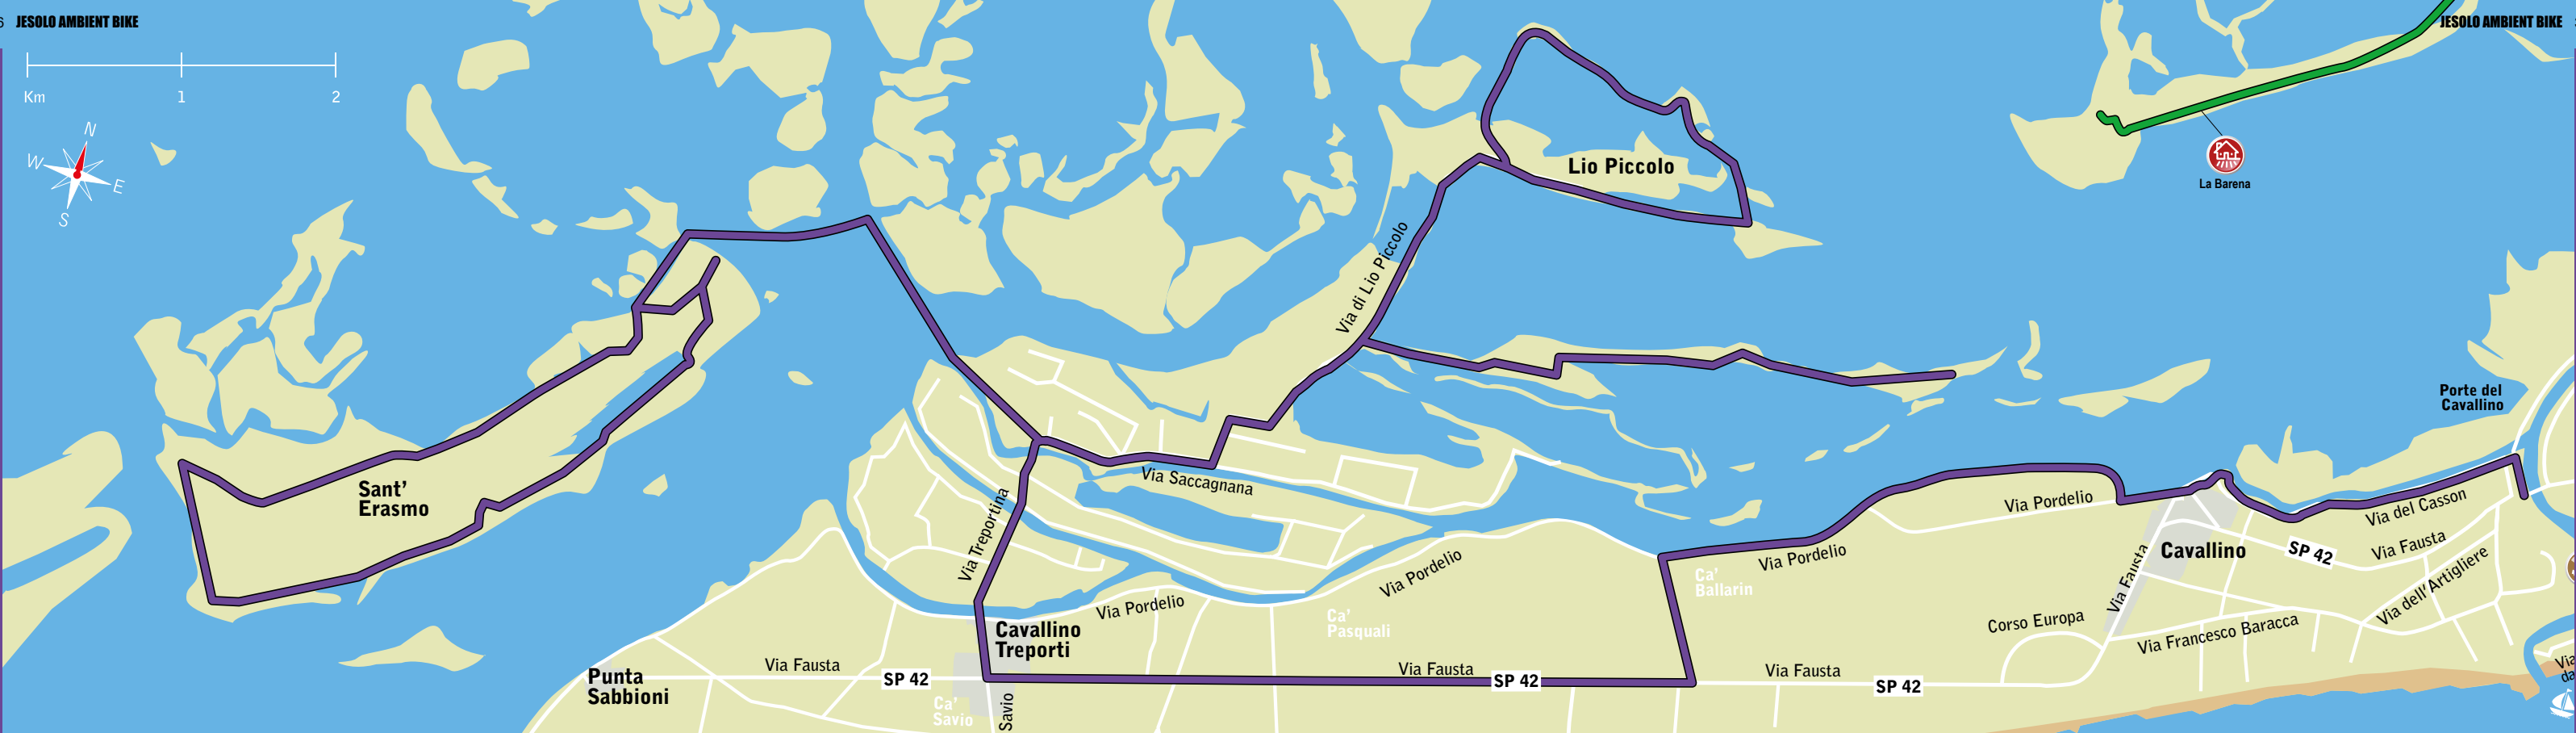 6 JESOLO AMBIENT BIKE
JESOLO AMBIENT BIKE
Km 1 2
N
W
E
S
Lio Piccolo
La Barena
Via di Lio Piccolo
Porte del
Cavallino
Sant'
Erasmo
Via Saccagnana
Via Treportina
Via Pordelio
Via del Casson
Via Pordelio
Via Pordelio
Via Pordelio
Ca'
Ballarin
Cavallino
SP 42
Via Fausta
Via Fausta
Via dell'Artigliere
Ca'
Pasquali
Corso Europa
Via Francesco Baracca
Cavallino
Treporti
Punta
Sabbioni
Via Fausta
SP 42
Via Fausta
SP 42
Via Fausta
SP 42
Ca'
Savio
Savio
Via
da